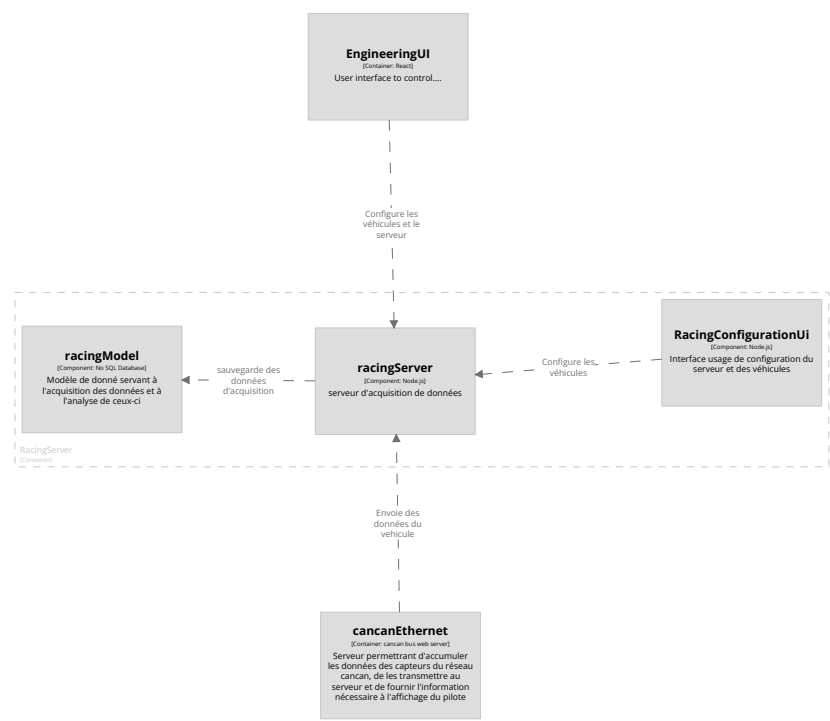 EngineeringUI
[Container: React]
User interface to control....
Configure les
véhicules et le
serveur
racingModel
[Component: No SQL Database]
Modèle de donné servant à
l'acquisition des données et à
l'analyse de ceux-ci
sauvegarde des
données
d'acquisition
racingServer
[Component: Node.js]
serveur d'acquisition de données
Configure les
véhicules
RacingConfigurationUi
[Component: Node.js]
Interface usage de configuration du
serveur et des véhicules
RacingServer
[Container]
Envoie des
données du
vehicule
cancanEthernet
[Container: cancan bus web server]
Serveur permetrant d'accumuler
les données des capteurs du réseau
cancan, de les transmettre au
serveur et de fournir l'information
nécessaire à l'affichage du pilote